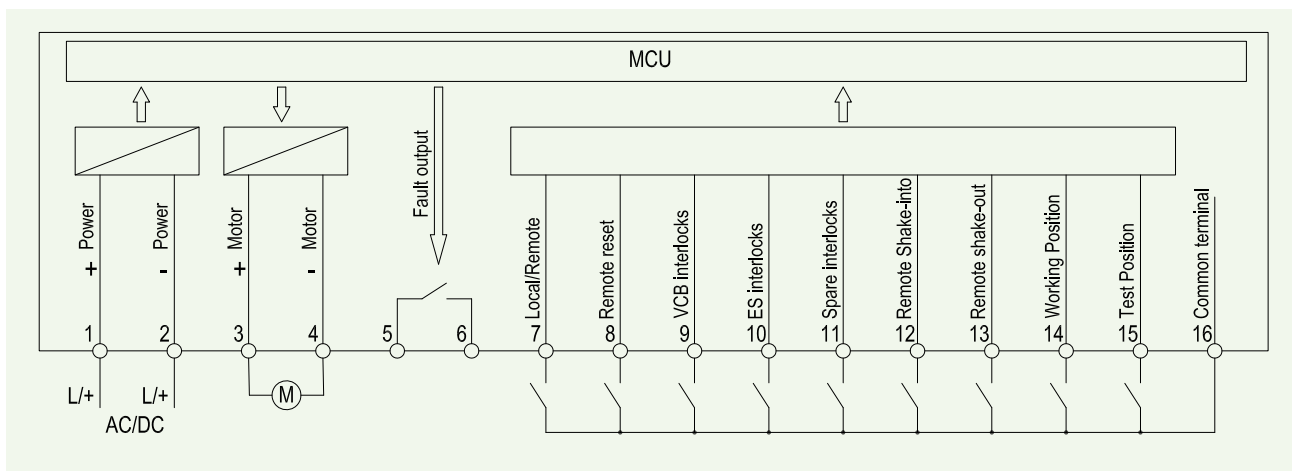 MCU
+ Power
- Power
+ Motor
- Motor
Fault output
Local/Remote
Remote reset
VCB interlocks
ES interlocks
Spare interlocks
Remote Shake-into
Remote shake-out
Working Position
Test Position
Common terminal
1 2 3 4 5 6 7 8 9 10 11 12 13 14 15 16
L/+ L/+ M
AC/DC